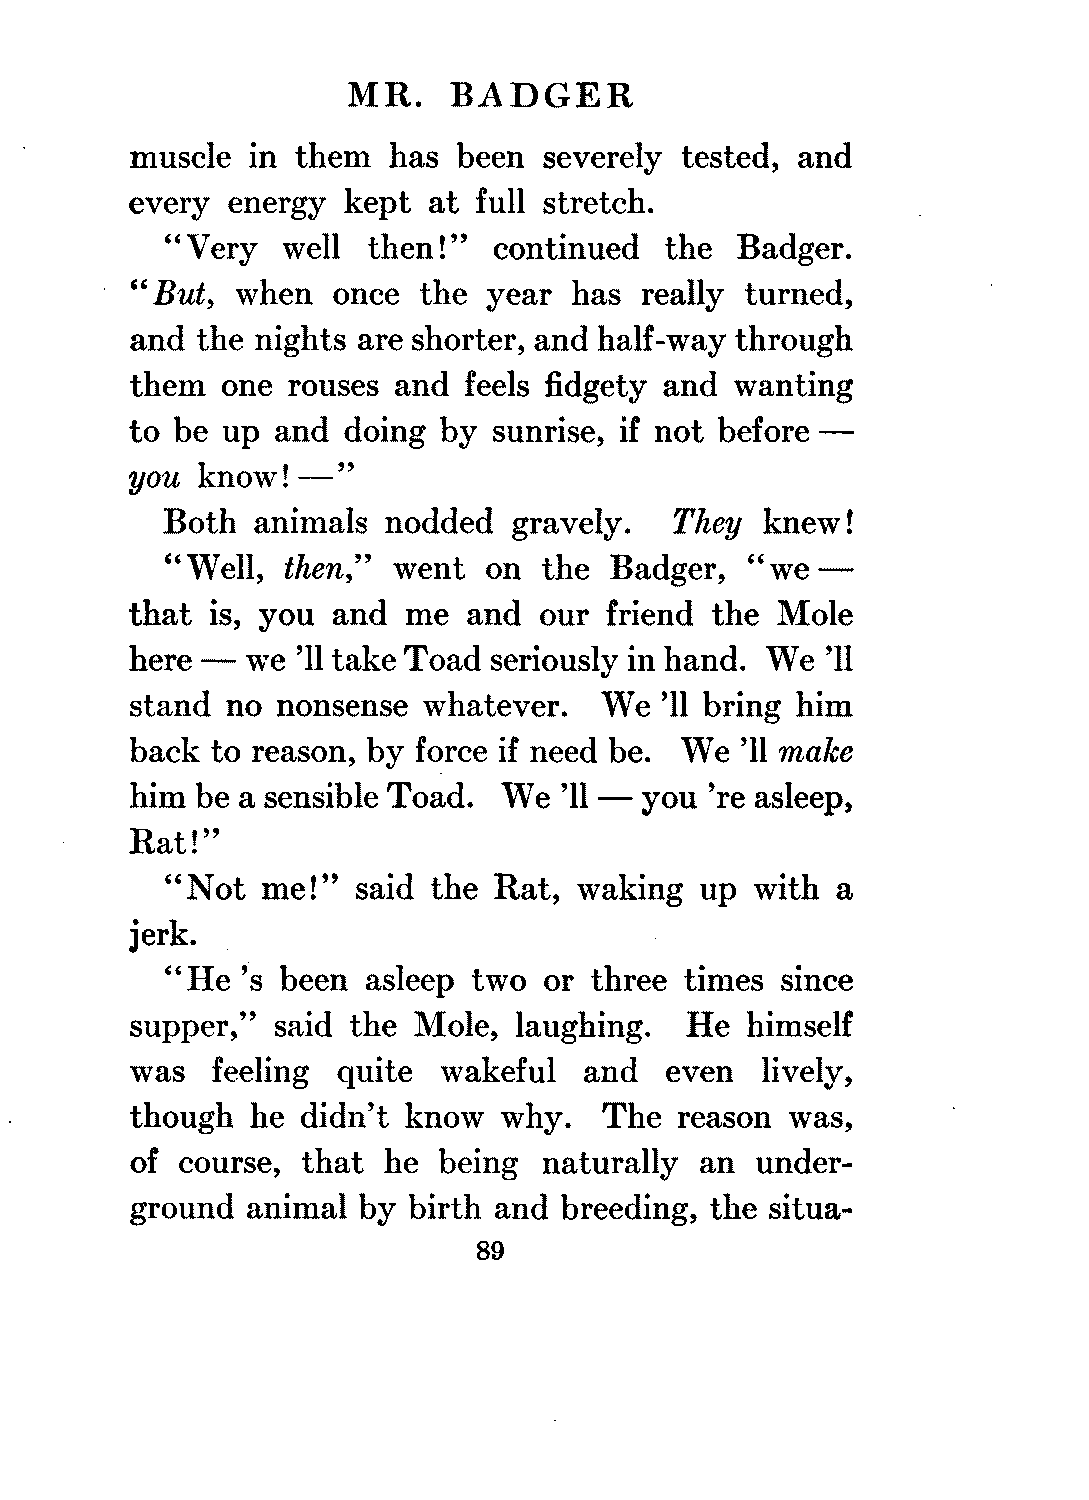 MR. BADGER
muscle in them has been severely tested, and
every energy kept at full stretch.
“Very well then!” continued the Badger.
“But, when once the year has really turned,
and the nights are shorter, and half-way through
them one rouses and feels fidgety and wanting
to be up and doing by sunrise, if not before —
you know! —”
Both animals nodded gravely. They knew!
“Well, then,” went on the Badger, “we —
that is, you and me and our friend the Mole
here — we ’ll take Toad seriously in hand. We ’ll
stand no nonsense whatever. We ’ll bring him
back to reason, by force if need be. We ’ll make
him be a sensible Toad. We ’ll — you ’re asleep,
Rat!”
“Not me!” said the Rat, waking up with a
jerk.
“He ’s been asleep two or three times since
supper,” said the Mole, laughing. He himself
was feeling quite wakeful and even lively,
though he didn’t know why. The reason was,
of course, that he being naturally an under-
ground animal by birth and breeding, the situa-
89